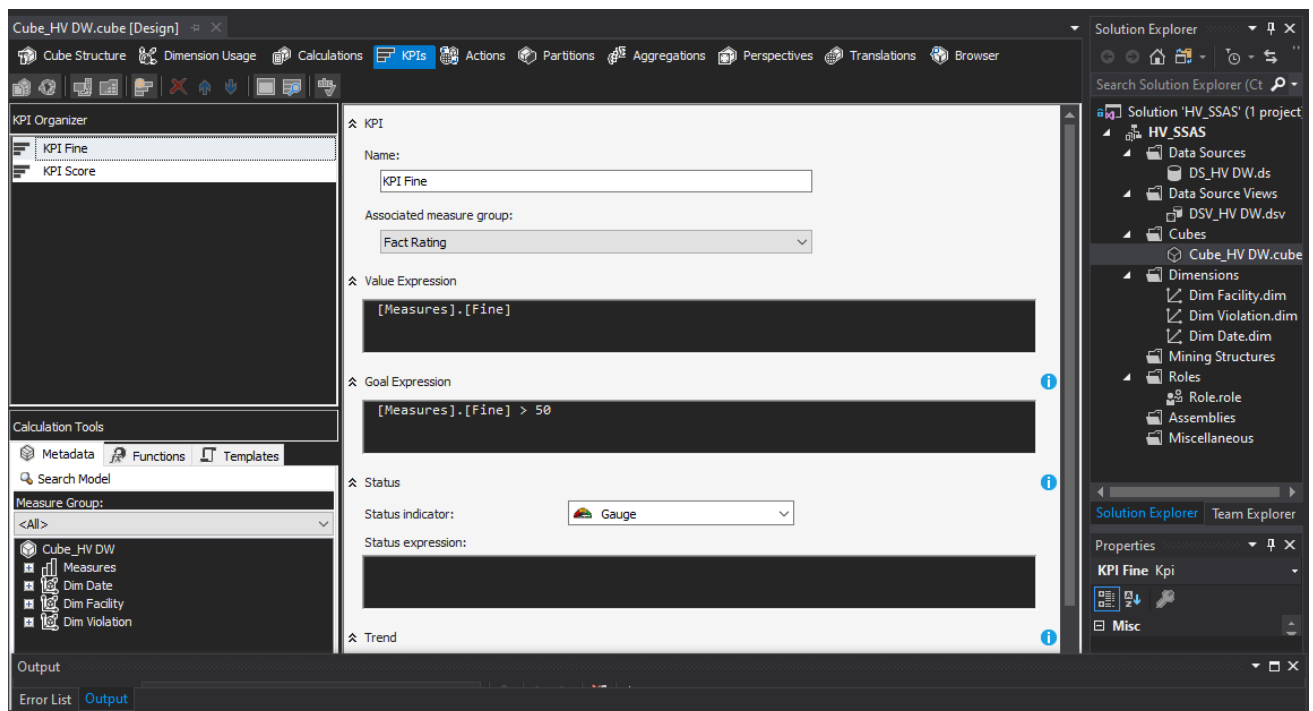 Cube_HV DW.cube [Design]
Cube Structure Dimension Usage Calculations KPIs Actions Partitions Aggregations Perspectives Translations Browser
KPI Organizer
KPI Fine
KPI Score
Calculation Tools
Metadata Functions Templates
Search Model
Measure Group:
<All>
Cube_HV DW
Measures
Dim Date
Dim Facility
Dim Violation
KPI
Name:
KPI Fine
Associated measure group:
Fact Rating
Value Expression
[Measures].[Fine]
Goal Expression
[Measures].[Fine] > 50
Status
Status indicator: Gauge
Status expression:
Trend
Solution Explorer
Search Solution Explorer (Ct
Solution 'HV_SSAS' (1 project
HV_SSAS
Data Sources
DS_HV DW.ds
Data Source Views
DSV_HV DW.dsv
Cubes
Cube_HV DW.cube
Dimensions
Dim Facility.dim
Dim Violation.dim
Dim Date.dim
Mining Structures
Roles
Role.role
Assemblies
Miscellaneous
Solution Explorer Team Explorer
Properties
KPI Fine Kpi
Misc
Output
Error List Output